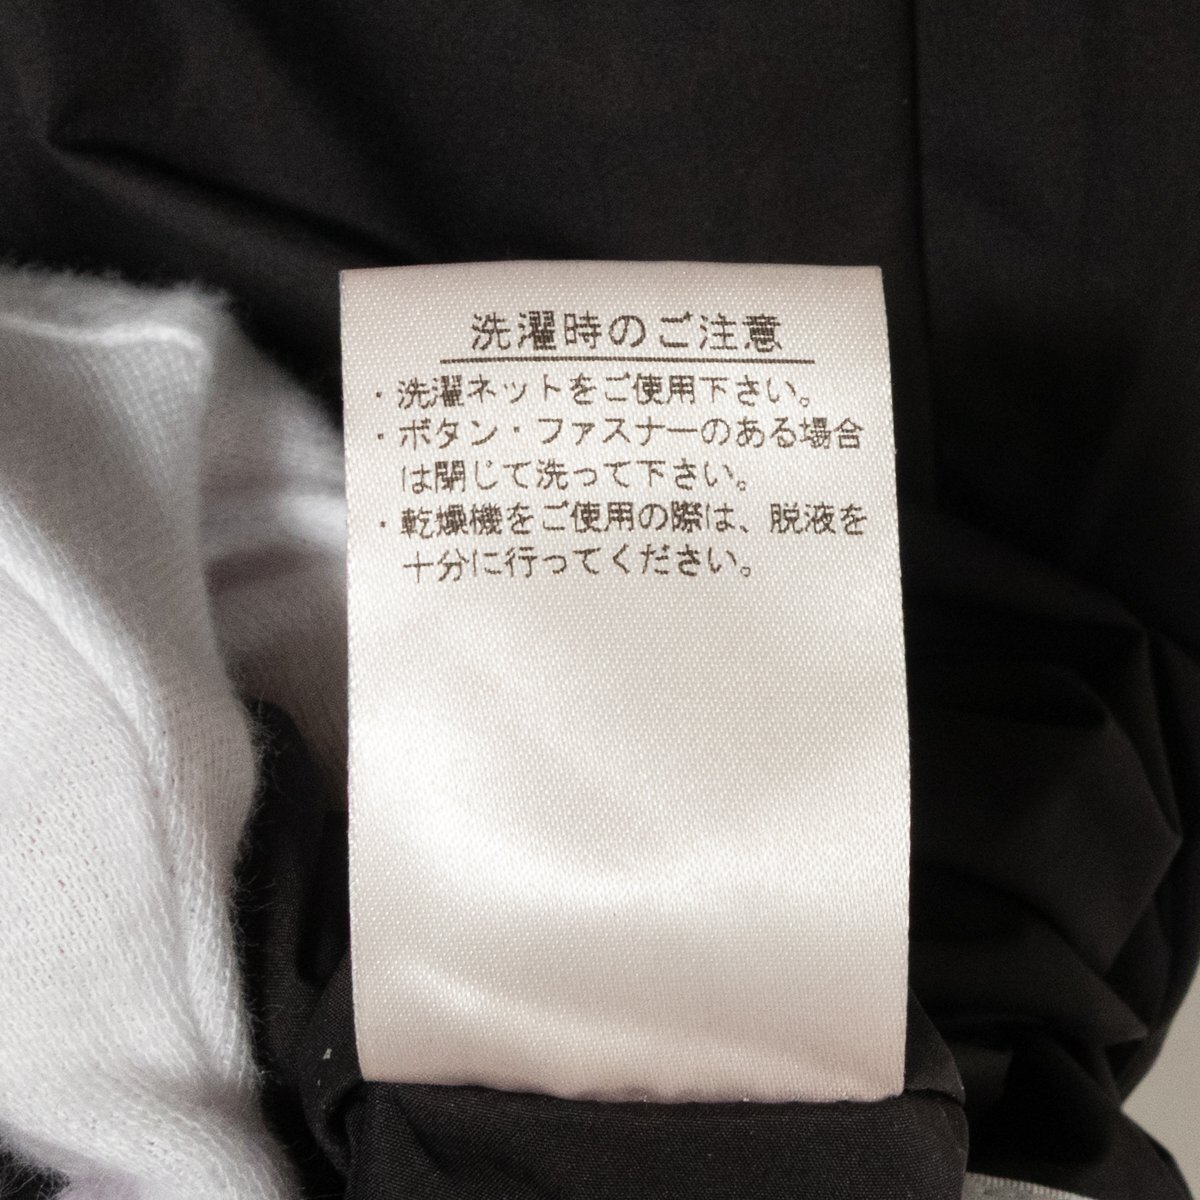 洗濯時のご注意
・洗濯ネットをご使用下さい。
・ボタン・ファスナーのある場合
は閉じて洗って下さい。
・乾燥機をご使用の際は、脱液を
十分に行ってください。